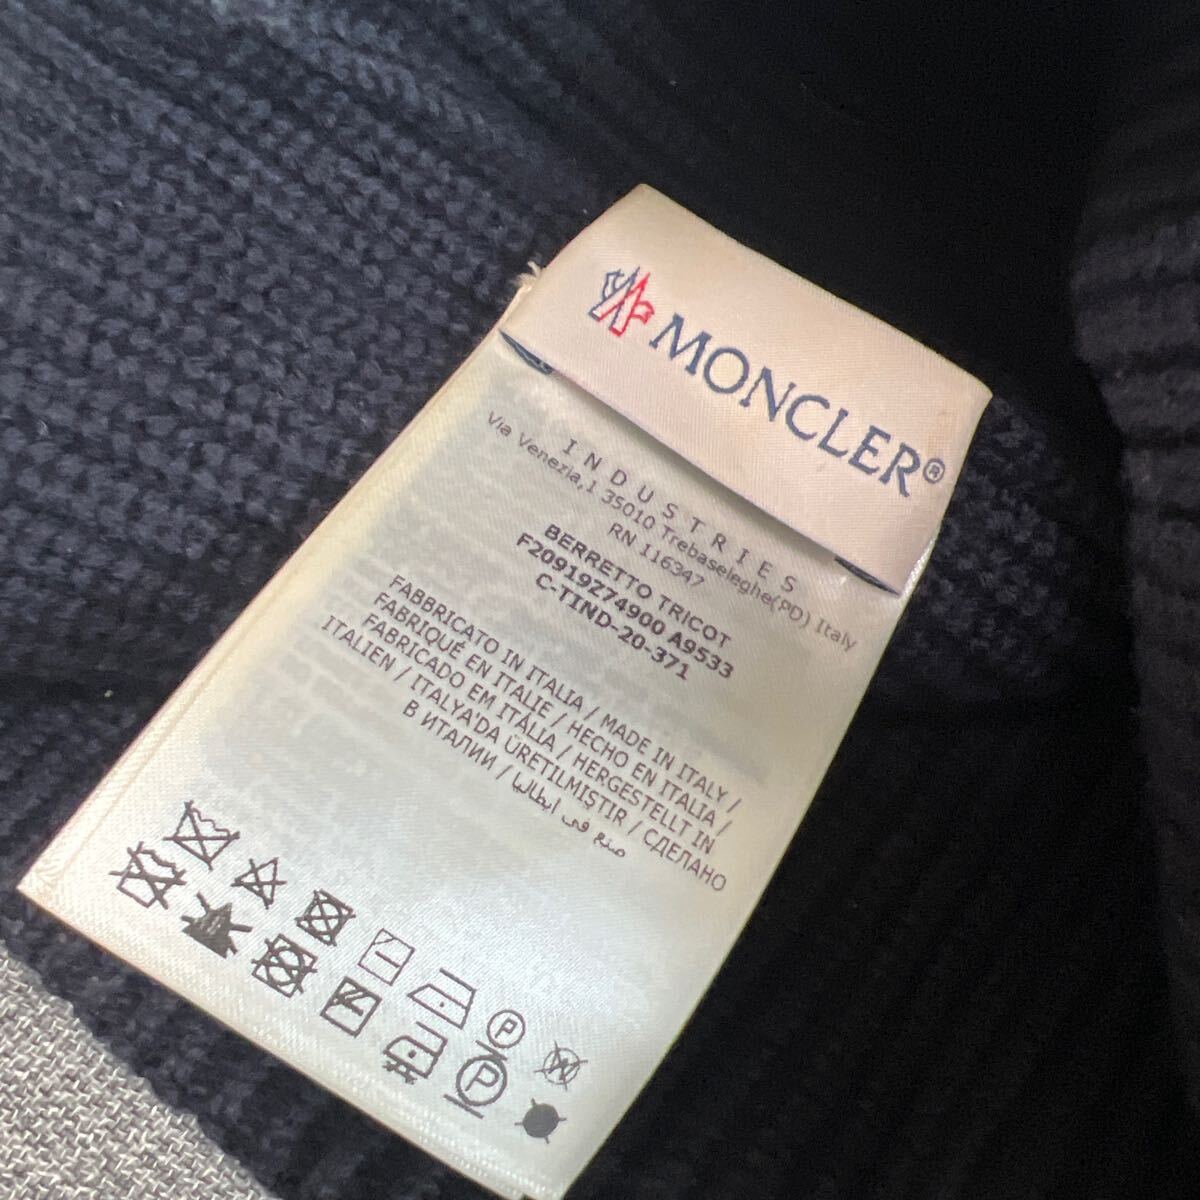 MONCLER®
INDUSTRIES
Via Venezia,1 35010 Trebaseleghe(PD) Italy
RN 116347
BERRETTO TRICOT
F20919Z74900 A9533
C-TIND-20-371
FABBRICATO IN ITALIA / MADE IN ITALY /
FABRIQUÉ EN ITALIE / HECHO EN ITALIA /
FABRICADO EM ITÁLIA / HERGESTELLT IN
ITALIEN / ITALYA'DA ÜRETILMIŞTIR / СДЕЛАНО
В ИТАЛИИ / صنع في ايطاليا
P
W
P